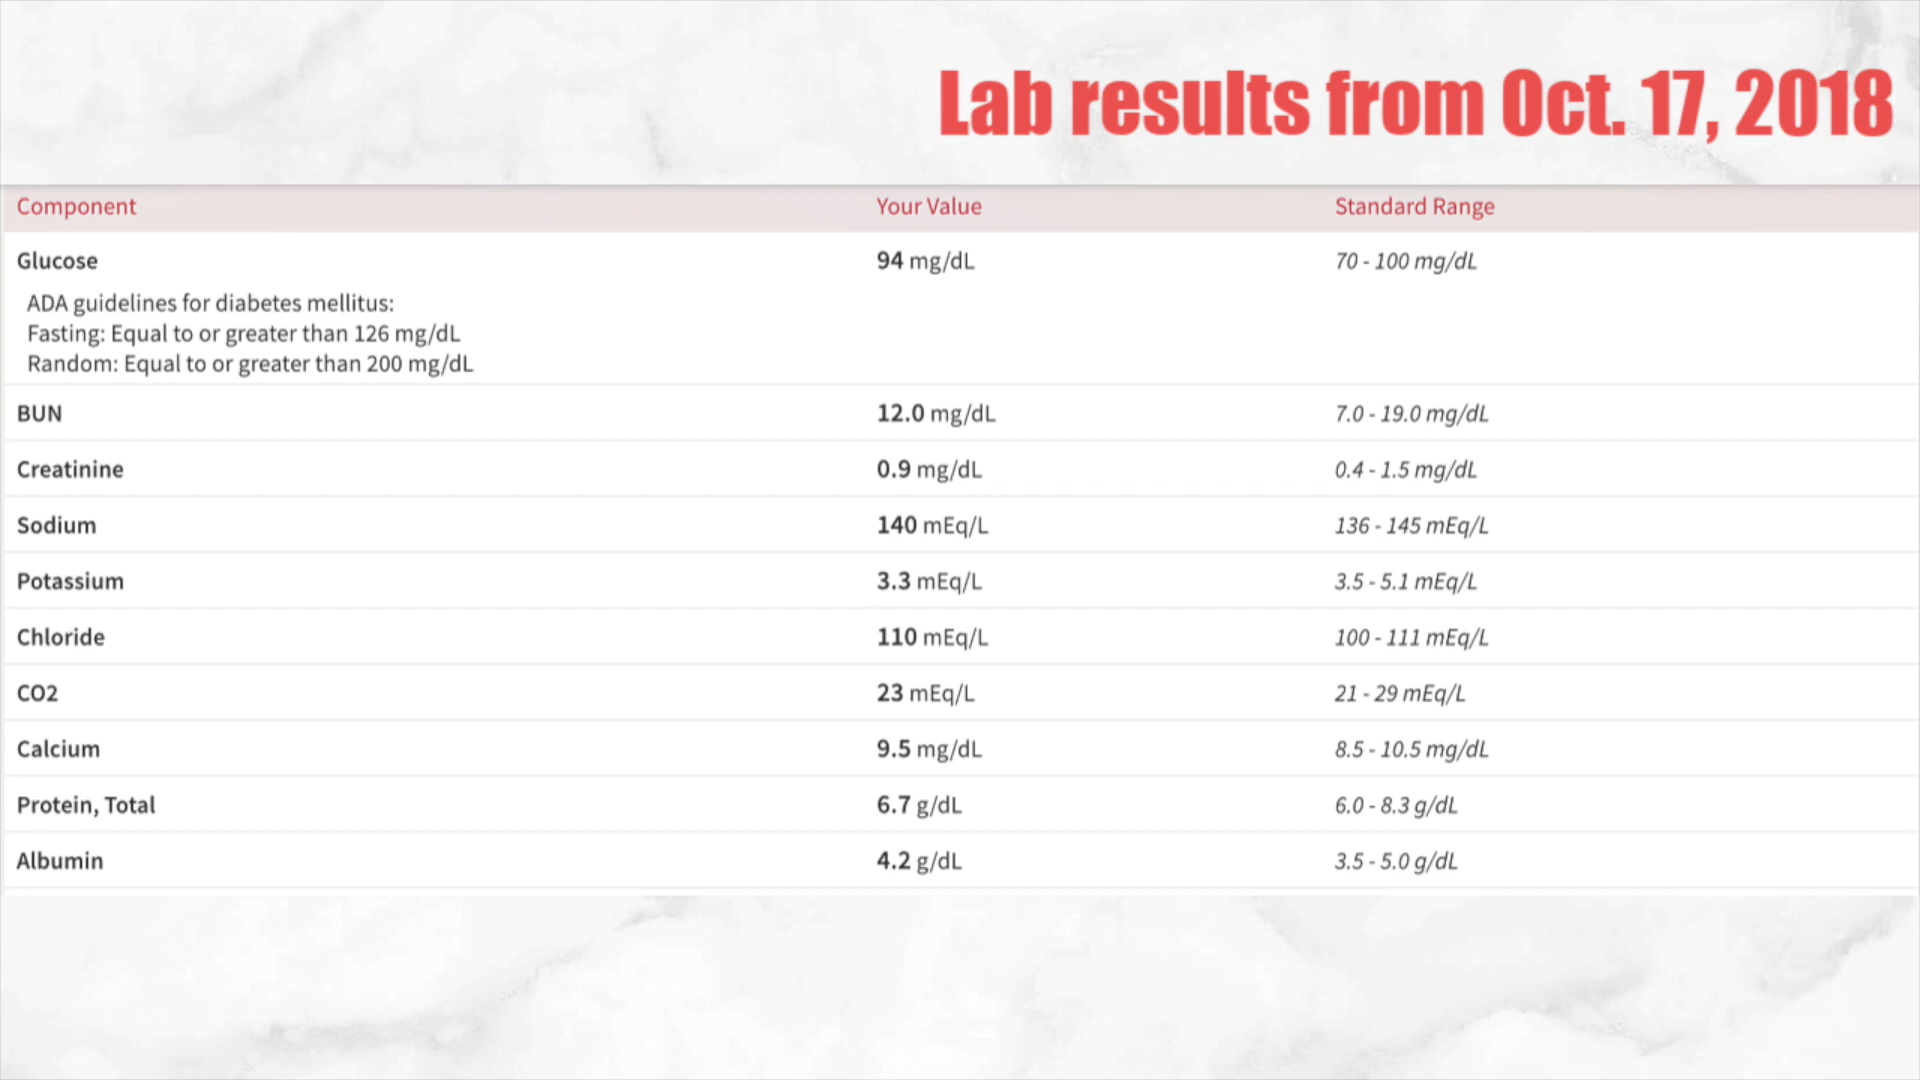 Lab results from Oct. 17, 2018
Component Your Value Standard Range
Glucose 94 mg/dL 70 - 100 mg/dL
ADA guidelines for diabetes mellitus:
Fasting: Equal to or greater than 126 mg/dL
Random: Equal to or greater than 200 mg/dL
BUN 12.0 mg/dL 7.0 - 19.0 mg/dL
Creatinine 0.9 mg/dL 0.4 - 1.5 mg/dL
Sodium 140 mEq/L 136 - 145 mEq/L
Potassium 3.3 mEq/L 3.5 - 5.1 mEq/L
Chloride 110 mEq/L 100 - 111 mEq/L
CO2 23 mEq/L 21 - 29 mEq/L
Calcium 9.5 mg/dL 8.5 - 10.5 mg/dL
Protein, Total 6.7 g/dL 6.0 - 8.3 g/dL
Albumin 4.2 g/dL 3.5 - 5.0 g/dL